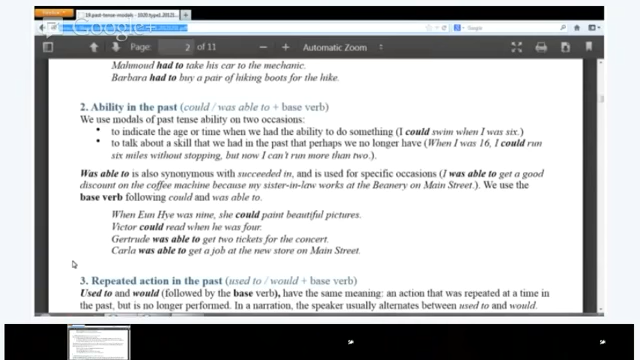 Google+
Page: 2 of 11
Automatic Zoom
Mahmoud had to take his car to the mechanic.
Barbara had to buy a pair of hiking boots for the hike.
2. Ability in the past (could / was able to + base verb)
We use modals of past tense ability on two occasions:
• to indicate the age or time when we had the ability to do something (I could swim when I was six.)
• to talk about a skill that we had in the past that perhaps we no longer have (When I was 16, I could run
six miles without stopping, but now I can't run more than two.).
Was able to is also synonymous with succeeded in, and is used for specific occasions (I was able to get a good
discount on the coffee machine because my sister-in-law works at the Beanery on Main Street.). We use the
base verb following could and was able to.
When Eun Hye was nine, she could paint beautiful pictures.
Victor could read when he was four.
Gertrude was able to get two tickets for the concert.
Carla was able to get a job at the new store on Main Street.
3. Repeated action in the past (used to / would + base verb)
Used to and would (followed by the base verb), have the same meaning: an action that was repeated at a time in
the past, but is no longer performed. In a narration, the speaker usually alternates between used to and would.